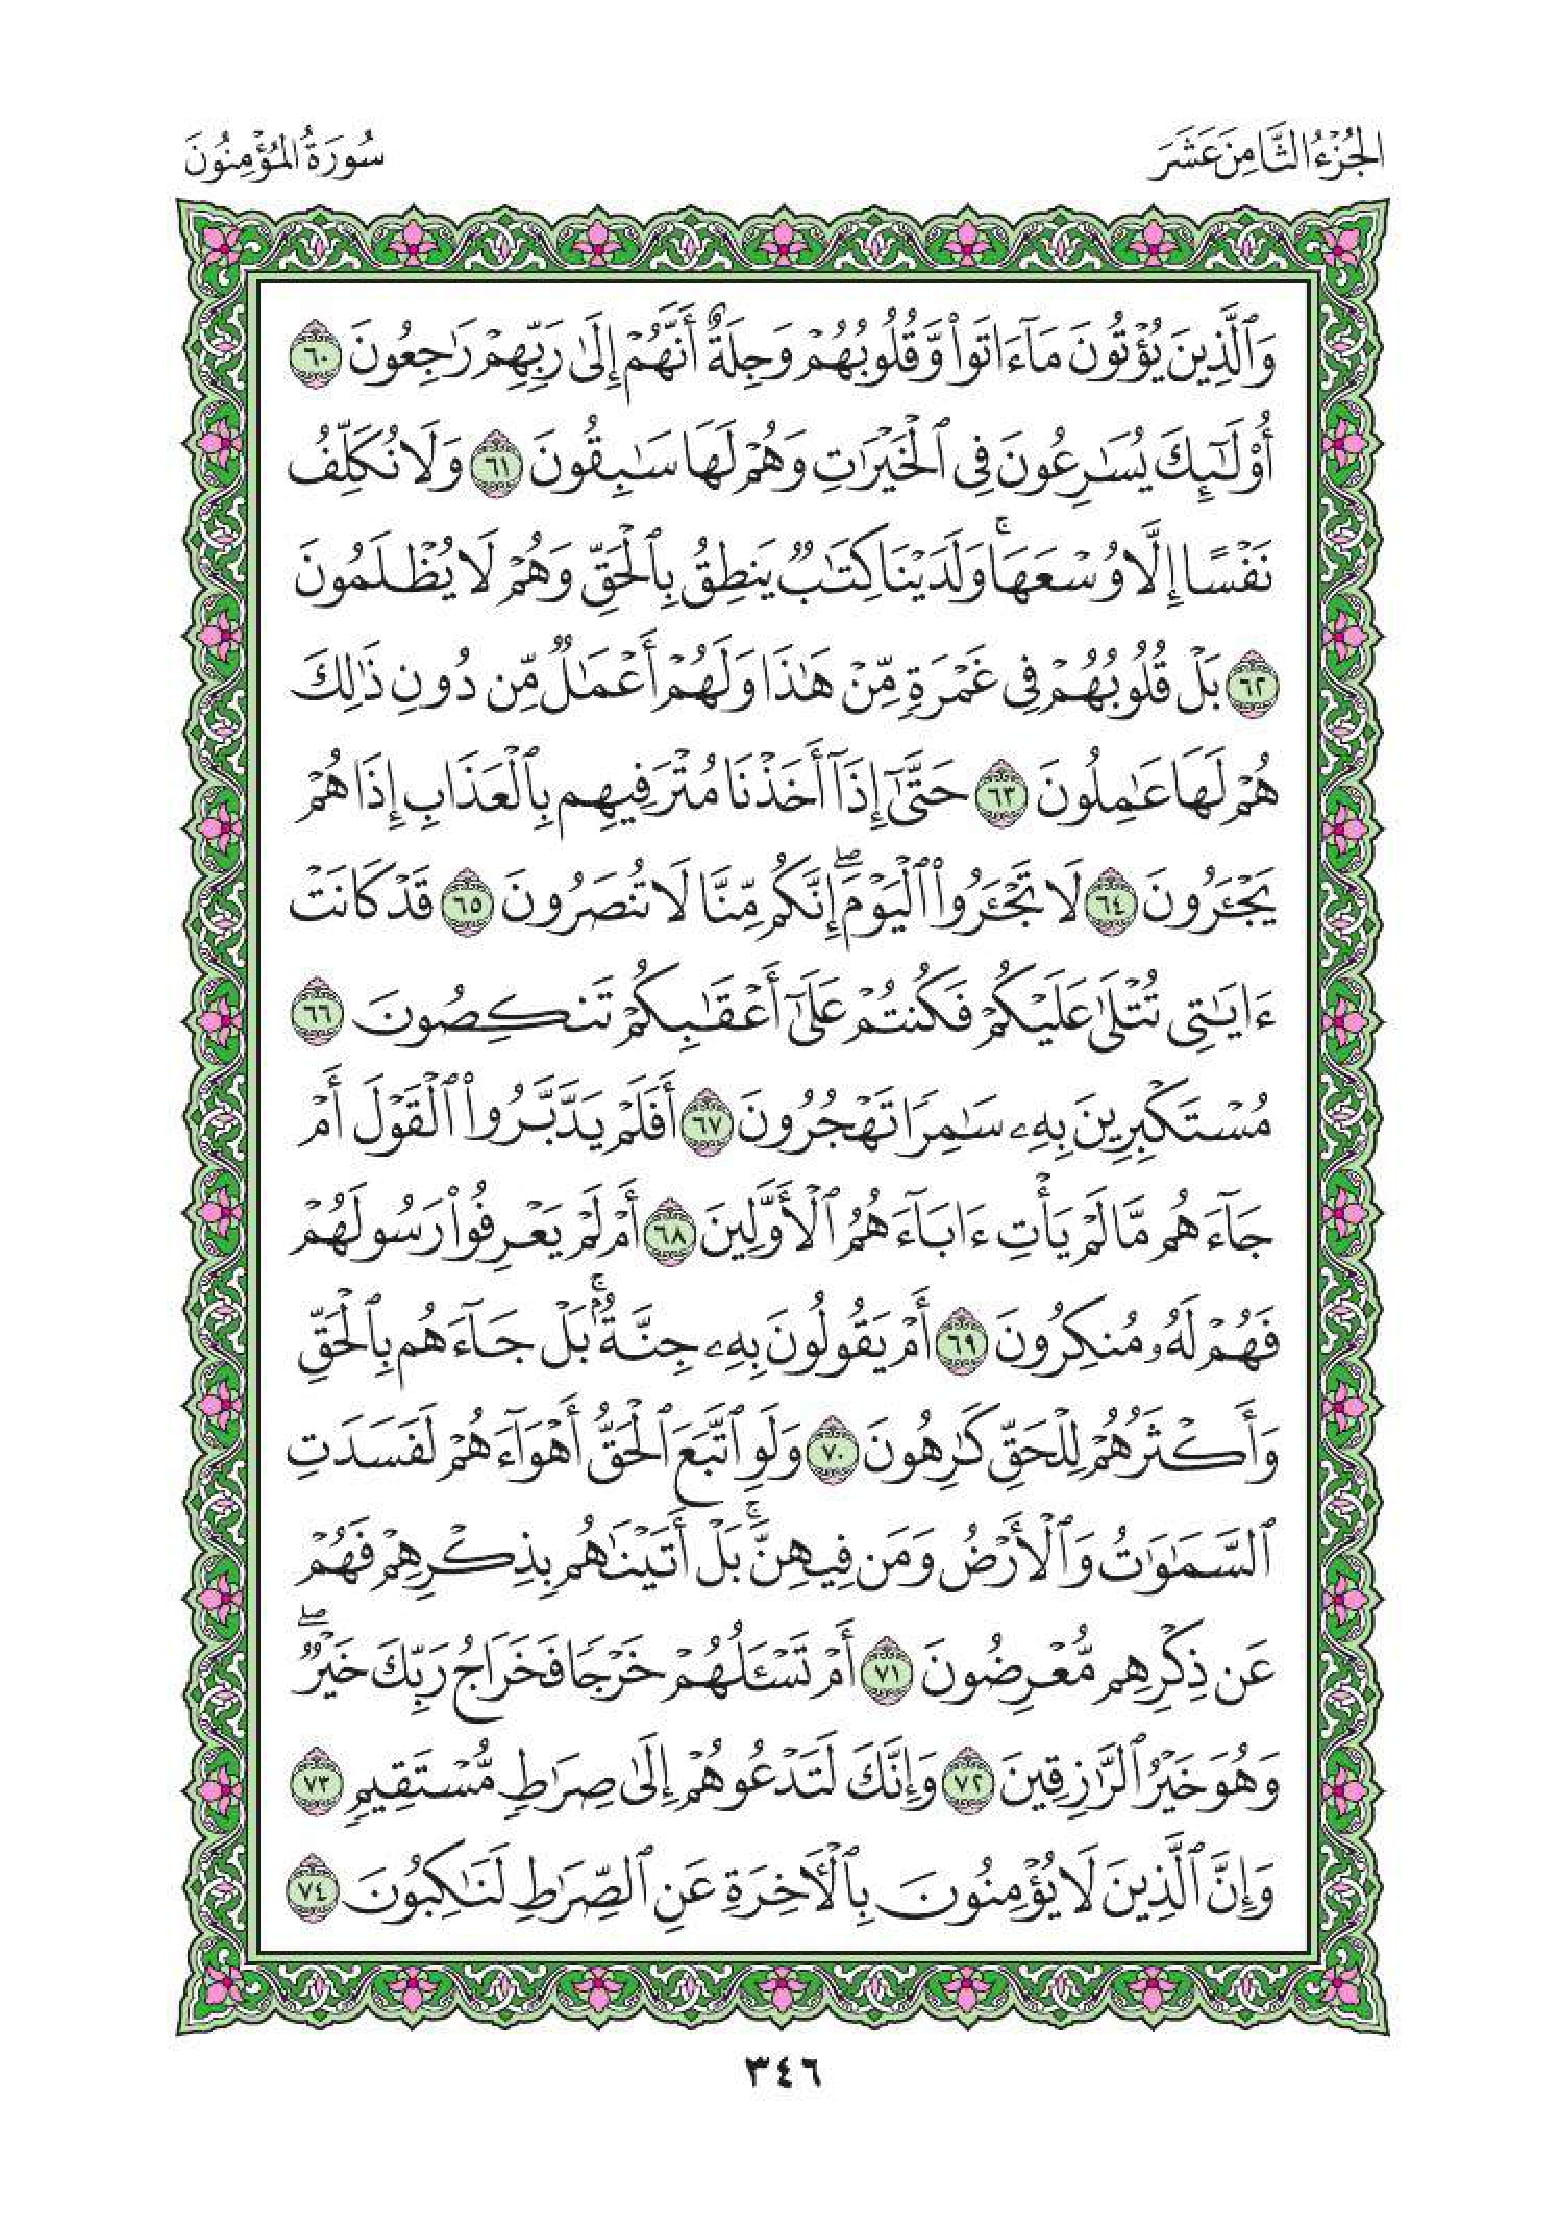 الجُزْءُ الثَّامِنَ عَشَرَ
سُورَةُ المُؤْمِنُونَ
وَٱلَّذِينَ يُؤْتُونَ مَآ ءَاتَوا۟ وَّقُلُوبُهُمْ وَجِلَةٌ أَنَّهُمْ إِلَىٰ رَبِّهِمْ رَٰجِعُونَ ٦٠
أُو۟لَـٰٓئِكَ يُسَـٰرِعُونَ فِى ٱلْخَيْرَٰتِ وَهُمْ لَهَا سَـٰبِقُونَ ٦١ وَلَا نُكَلِّفُ
نَفْسًا إِلَّا وُسْعَهَا ۚ وَلَدَيْنَا كِتَـٰبٌ يَنطِقُ بِٱلْحَقِّ وَهُمْ لَا يُظْلَمُونَ
٦٢ بَلْ قُلُوبُهُمْ فِى غَمْرَةٍ مِّنْ هَـٰذَا وَلَهُمْ أَعْمَـٰلٌ مِّن دُونِ ذَٰلِكَ
هُمْ لَهَا عَـٰمِلُونَ ٦٣ حَتَّىٰٓ إِذَآ أَخَذْنَا مُتْرَفِيهِم بِٱلْعَذَابِ إِذَا هُمْ
يَجْـَٔرُونَ ٦٤ لَا تَجْـَٔرُوا۟ ٱلْيَوْمَ ۖ إِنَّكُم مِّنَّا لَا تُنصَرُونَ ٦٥ قَدْ كَانَتْ
ءَايَـٰتِى تُتْلَىٰ عَلَيْكُمْ فَكُنتُمْ عَلَىٰٓ أَعْقَـٰبِكُمْ تَنكِصُونَ ٦٦
مُسْتَكْبِرِينَ بِهِۦ سَـٰمِرًا تَهْجُرُونَ ٦٧ أَفَلَمْ يَدَّبَّرُوا۟ ٱلْقَوْلَ أَمْ
جَآءَهُم مَّا لَمْ يَأْتِ ءَابَآءَهُمُ ٱلْأَوَّلِينَ ٦٨ أَمْ لَمْ يَعْرِفُوا۟ رَسُولَهُمْ
فَهُمْ لَهُۥ مُنكِرُونَ ٦٩ أَمْ يَقُولُونَ بِهِۦ جِنَّةٌۢ ۚ بَلْ جَآءَهُم بِٱلْحَقِّ
وَأَكْثَرُهُمْ لِلْحَقِّ كَـٰرِهُونَ ٧٠ وَلَوِ ٱتَّبَعَ ٱلْحَقُّ أَهْوَآءَهُمْ لَفَسَدَتِ
ٱلسَّمَـٰوَٰتُ وَٱلْأَرْضُ وَمَن فِيهِنَّ ۚ بَلْ أَتَيْنَـٰهُم بِذِكْرِهِمْ فَهُمْ
عَن ذِكْرِهِم مُّعْرِضُونَ ٧١ أَمْ تَسْـَٔلُهُمْ خَرْجًا فَخَرَاجُ رَبِّكَ خَيْرٌ ۖ
وَهُوَ خَيْرُ ٱلرَّٰزِقِينَ ٧٢ وَإِنَّكَ لَتَدْعُوهُمْ إِلَىٰ صِرَٰطٍ مُّسْتَقِيمٍ ٧٣
وَإِنَّ ٱلَّذِينَ لَا يُؤْمِنُونَ بِٱلْـَٔاخِرَةِ عَنِ ٱلصِّرَٰطِ لَنَـٰكِبُونَ ٧٤
٣٤٦